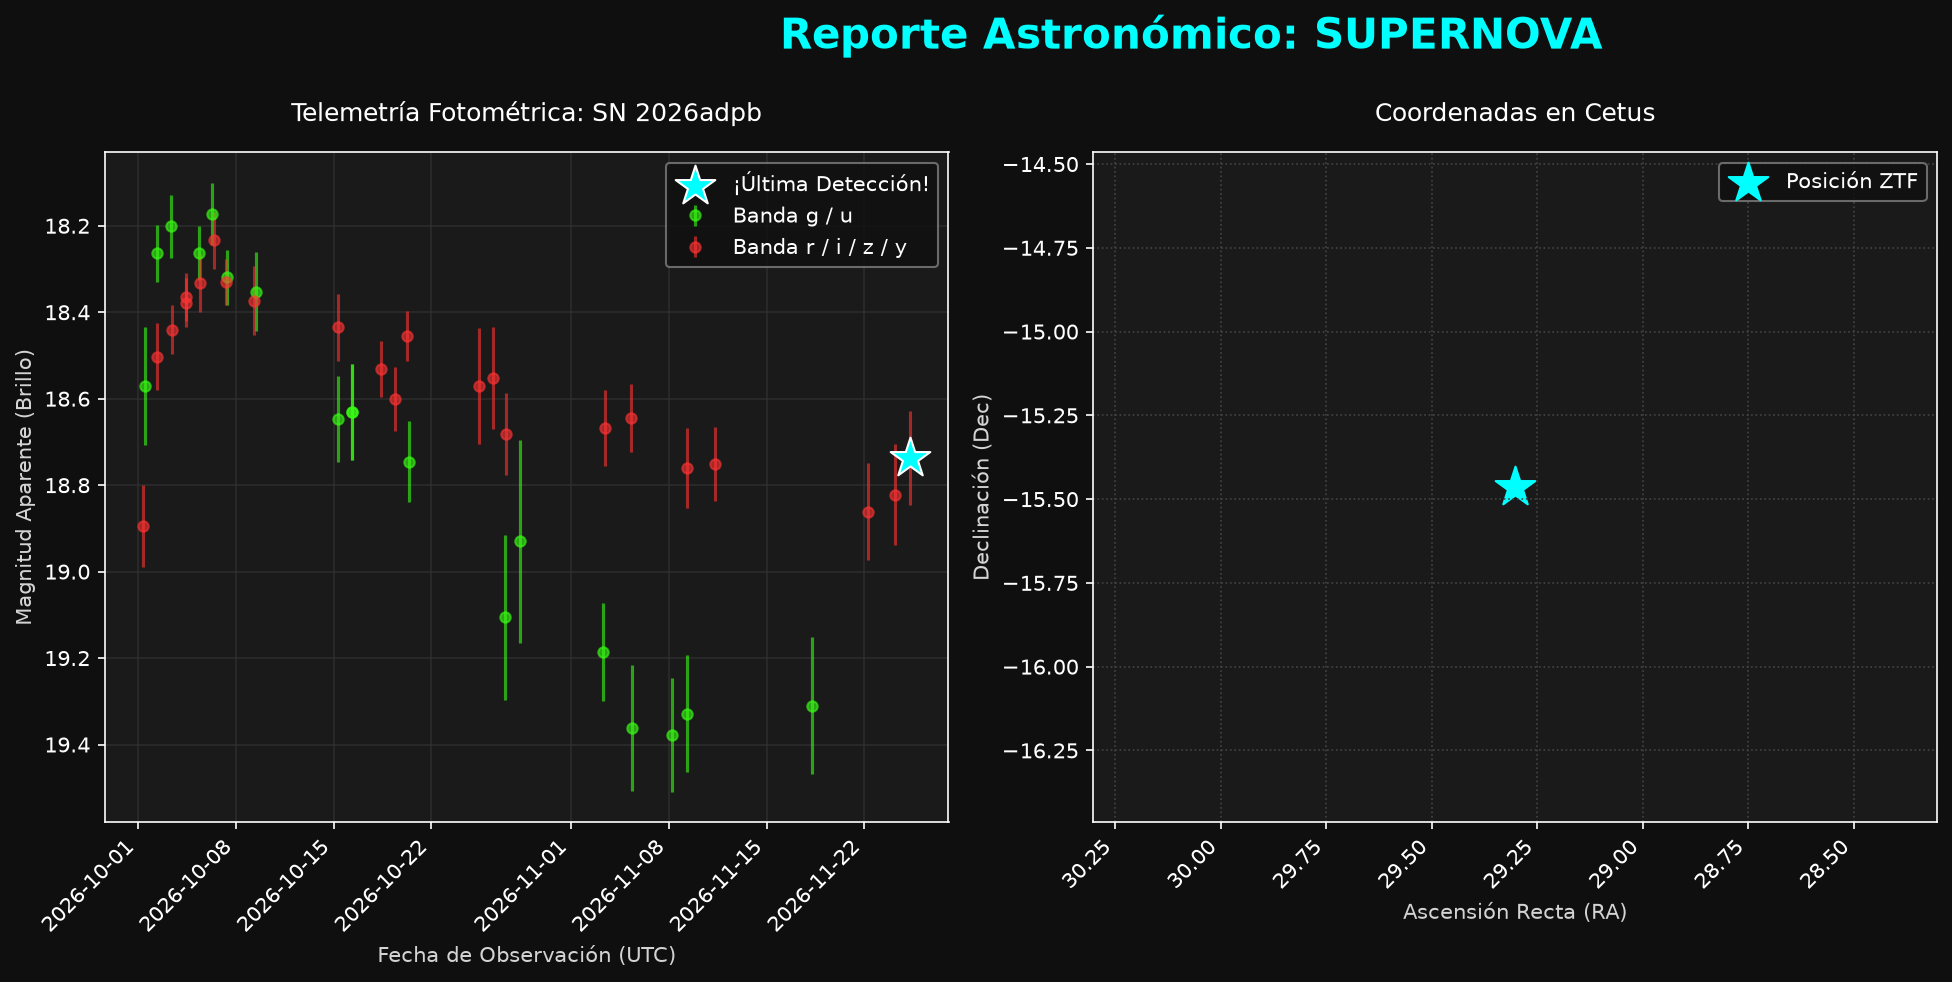 Reporte Astronómico: SUPERNOVA
Telemetría Fotométrica: SN 2026adpb
¡Última Detección!
Banda g / u
Banda r / i / z / y
Magnitud Aparente (Brillo)
18.2
18.4
18.6
18.8
19.0
19.2
19.4
2026-10-01
2026-10-08
2026-10-15
2026-10-22
2026-11-01
2026-11-08
2026-11-15
2026-11-22
Fecha de Observación (UTC)
Coordenadas en Cetus
Posición ZTF
Declinación (Dec)
−14.50
−14.75
−15.00
−15.25
−15.50
−15.75
−16.00
−16.25
30.25
30.00
29.75
29.50
29.25
29.00
28.75
28.50
Ascensión Recta (RA)